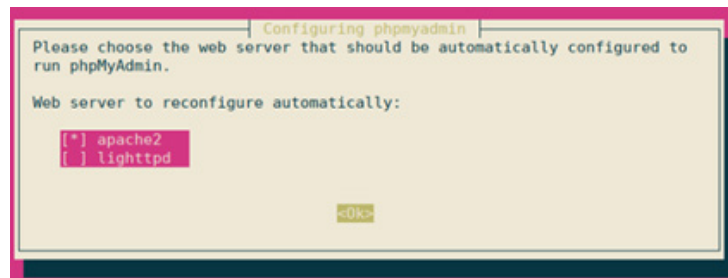 Configuring phpmyadmin
Please choose the web server that should be automatically configured to
run phpMyAdmin.
Web server to reconfigure automatically:
[*] apache2
[ ] lighttpd
<Ok>